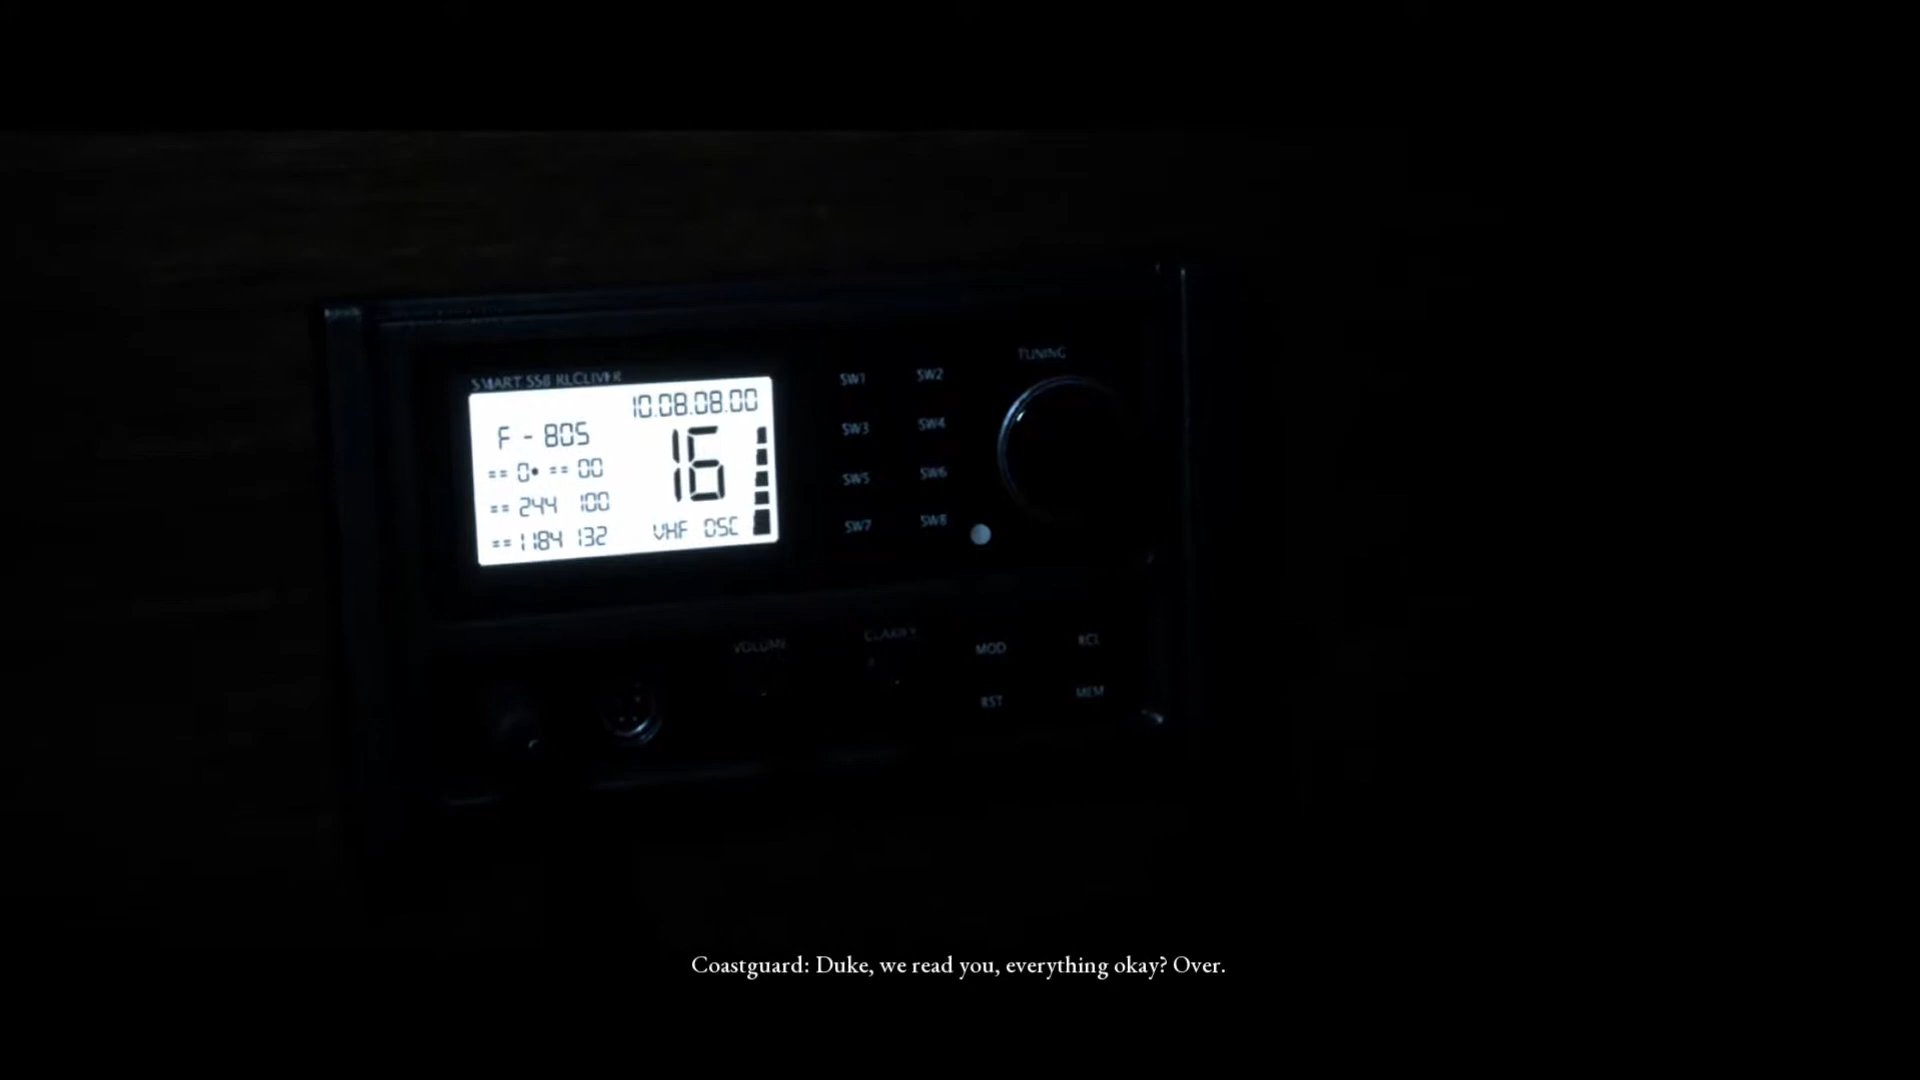 SMART SSB RECEIVER
10.08.08.00
F - 805
16
== 0• == 00
== 244 100
== 1184 132
VHF DSC
TUNING
SW1 SW2
SW3 SW4
SW5 SW6
SW7 SW8
VOLUME
CLARIFY
MOD
RCL
RST
MEM
Coastguard: Duke, we read you, everything okay? Over.